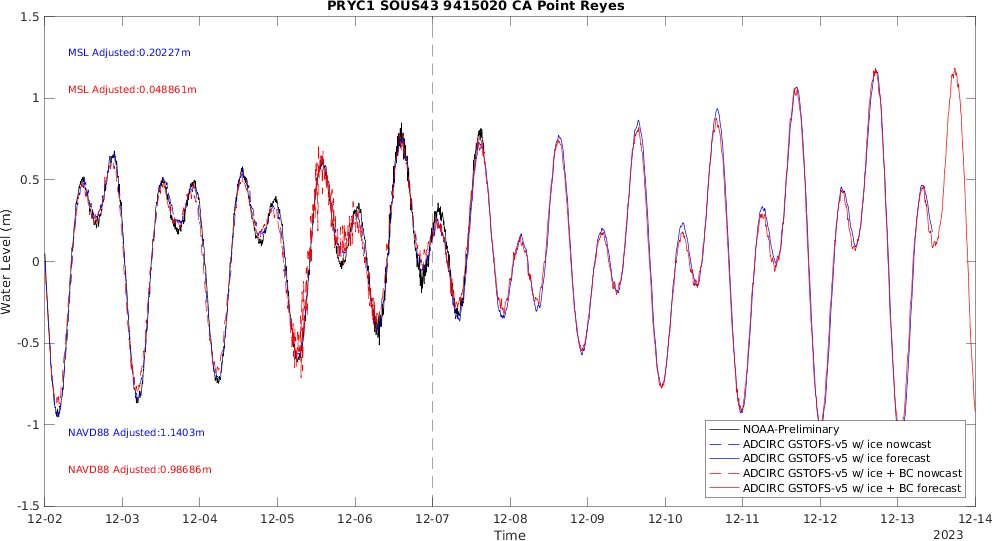 PRYC1 SOUS43 9415020 CA Point Reyes
1.5
1
0.5
0
-0.5
-1
-1.5
Water Level (m)
MSL Adjusted:0.20227m
MSL Adjusted:0.048861m
NAVD88 Adjusted:1.1403m
NAVD88 Adjusted:0.98686m
NOAA-Preliminary
ADCIRC GSTOFS-v5 w/ ice nowcast
ADCIRC GSTOFS-v5 w/ ice forecast
ADCIRC GSTOFS-v5 w/ ice + BC nowcast
ADCIRC GSTOFS-v5 w/ ice + BC forecast
12-02 12-03 12-04 12-05 12-06 12-07 12-08 12-09 12-10 12-11 12-12 12-13 12-14
Time
2023